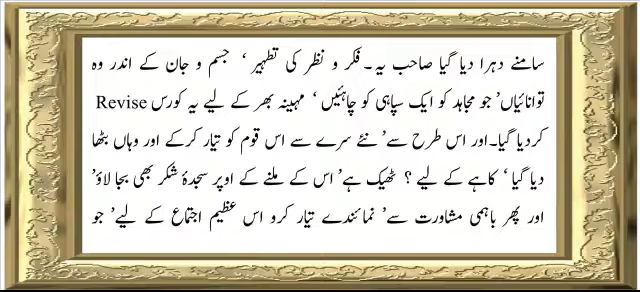 سامنے دہرا دیا گیا صاحب یہ۔ فکر و نظر کی تطہیر ‘ جسم و جان کے اندر وہ
توانائیاں’ جو مجاہد کو ایک سپاہی کو چاہئیں ‘ مہینہ بھر کے لیے یہ کورس Revise
کردیا گیا۔اور اس طرح سے’ نئے سرے سے اس قوم کو تیار کرکے اور وہاں بٹھا
دیا گیا ‘ کاہے کے لیے ؟ ٹھیک ہے’ اس کے ملنے کے اوپر سجدۂ شکر بھی بجا لاؤ’
اور پھر باہمی مشاورت سے’ نمائندے تیار کرو اس عظیم اجتماع کے لیے’ جو